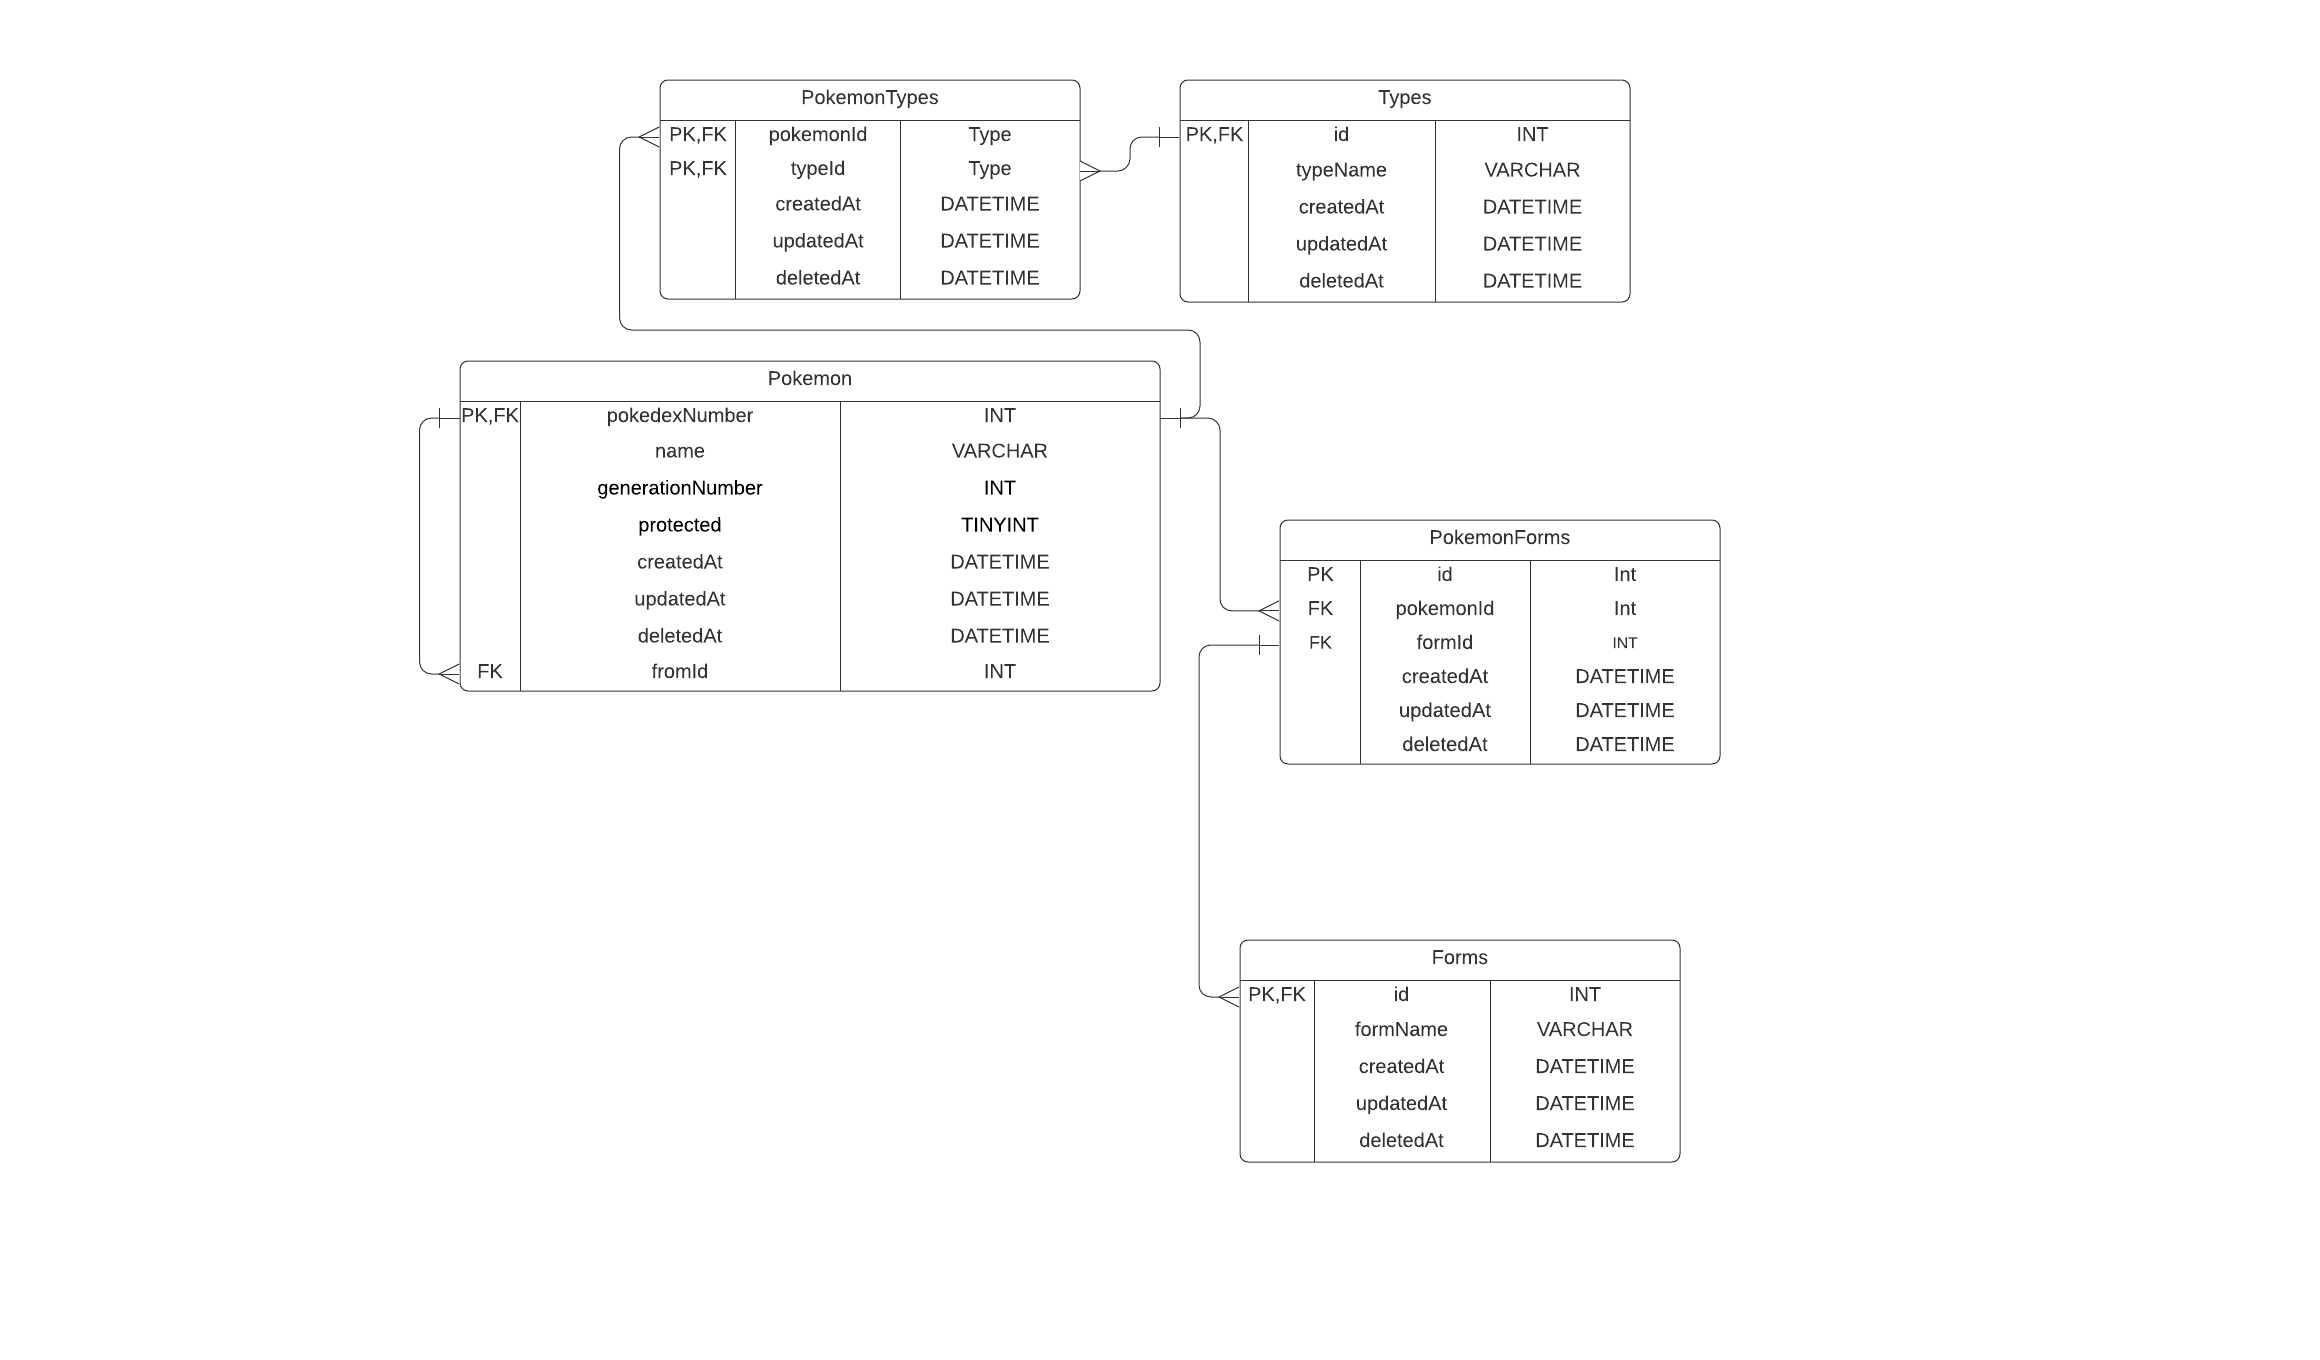 PokemonTypes
PK,FK pokemonId Type
PK,FK typeId Type
createdAt DATETIME
updatedAt DATETIME
deletedAt DATETIME
Types
PK,FK id INT
typeName VARCHAR
createdAt DATETIME
updatedAt DATETIME
deletedAt DATETIME
Pokemon
PK,FK pokedexNumber INT
name VARCHAR
generationNumber INT
protected TINYINT
createdAt DATETIME
updatedAt DATETIME
deletedAt DATETIME
FK fromId INT
PokemonForms
PK id Int
FK pokemonId Int
FK formId INT
createdAt DATETIME
updatedAt DATETIME
deletedAt DATETIME
Forms
PK,FK id INT
formName VARCHAR
createdAt DATETIME
updatedAt DATETIME
deletedAt DATETIME